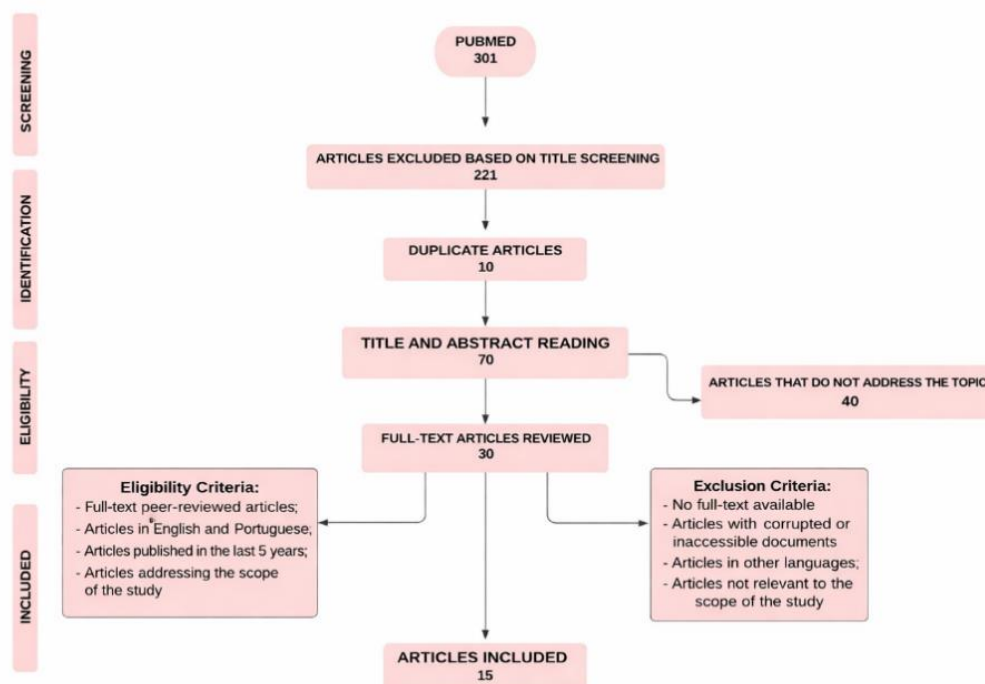 SCREENING
PUBMED
301
ARTICLES EXCLUDED BASED ON TITLE SCREENING
221
IDENTIFICATION
DUPLICATE ARTICLES
10
TITLE AND ABSTRACT READING
70
ELIGIBILITY
ARTICLES THAT DO NOT ADDRESS THE TOPIC
40
FULL-TEXT ARTICLES REVIEWED
30
Eligibility Criteria:
- Full-text peer-reviewed articles;
- Articles in English and Portuguese;
- Articles published in the last 5 years;
- Articles addressing the scope
of the study
Exclusion Criteria:
- No full-text available
- Articles with corrupted or
inaccessible documents
- Articles in other languages;
- Articles not relevant to the
scope of the study
INCLUDED
ARTICLES INCLUDED
15